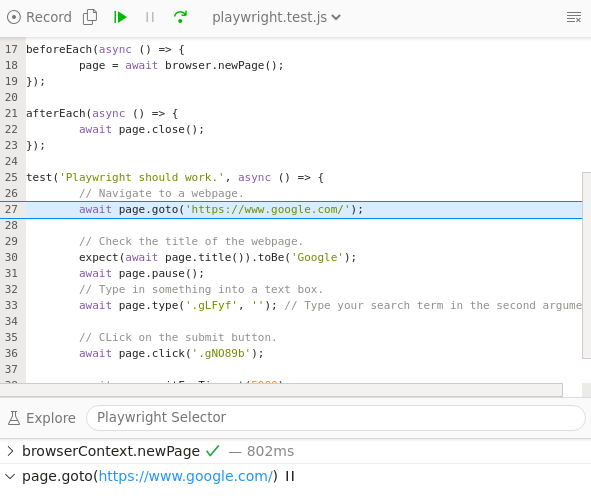 Record playwright.test.js
17 beforeEach(async () => {
18 page = await browser.newPage();
19 });
20
21 afterEach(async () => {
22 await page.close();
23 });
24
25 test('Playwright should work.', async () => {
26 // Navigate to a webpage.
27 await page.goto('https://www.google.com/');
28
29 // Check the title of the webpage.
30 expect(await page.title()).toBe('Google');
31 await page.pause();
32 // Type in something into a text box.
33 await page.type('.gLFyf', ''); // Type your search term in the second argume
34
35 // CLick on the submit button.
36 await page.click('.gNO89b');
37
Explore Playwright Selector
browserContext.newPage — 802ms
page.goto(https://www.google.com/)